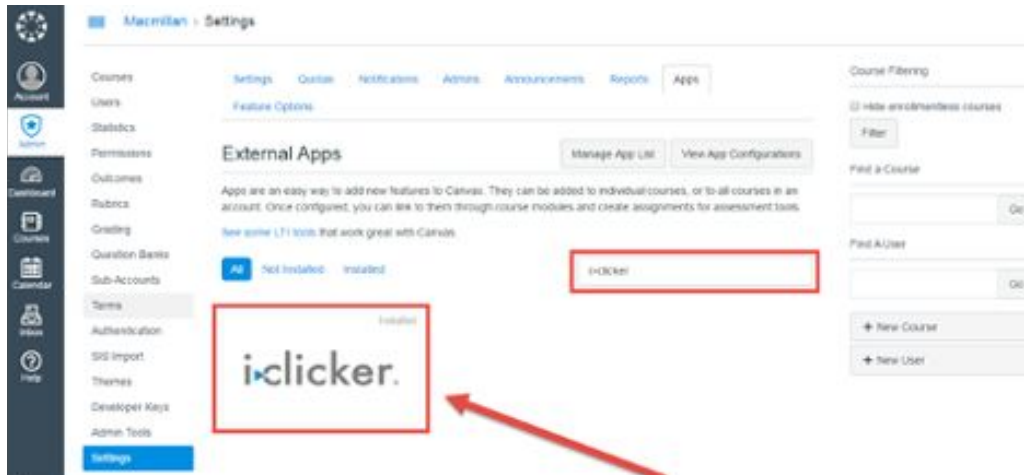 Macmillan › Settings
Account
Admin
Dashboard
Courses
Calendar
Inbox
Help
Courses
Users
Statistics
Permissions
Outcomes
Rubrics
Grading
Question Banks
Sub-Accounts
Terms
Authentication
SIS Import
Themes
Developer Keys
Admin Tools
Settings
Settings Quotas Notifications Admins Announcements Reports Apps
Feature Options
External Apps
Manage App List View App Configurations
Apps are an easy way to add new features to Canvas. They can be added to individual courses, or to all courses in an
account. Once configured, you can link to them through course modules and create assignments for assessment tools.
See some LTI tools that work great with Canvas.
All Not Installed Installed
i>clicker
Installed
i>clicker.
Course Filtering
Hide enrollmentless courses
Filter
Find a Course
Go
Find A User
Go
+ New Course
+ New User